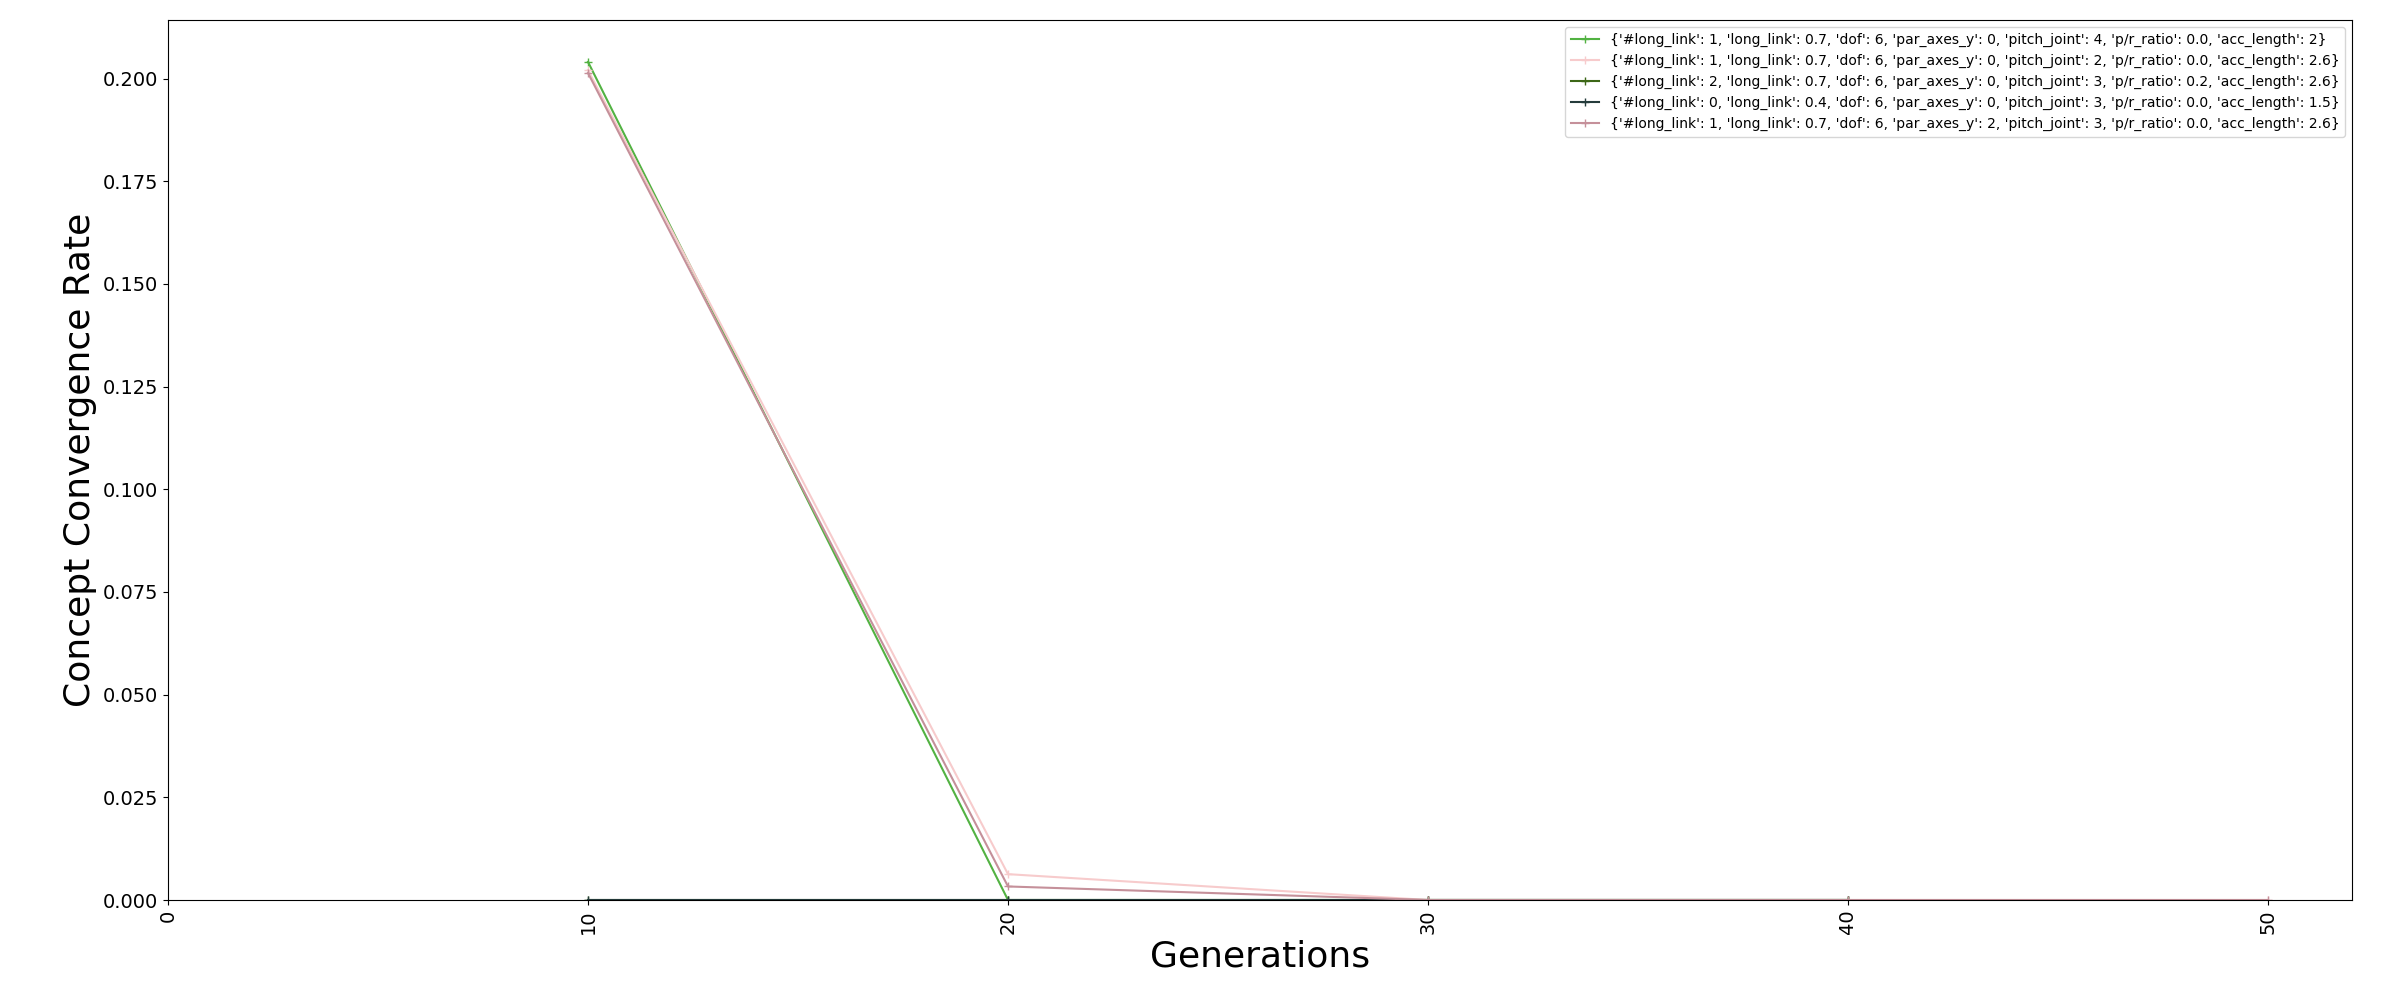 {'#long_link': 1, 'long_link': 0.7, 'dof': 6, 'par_axes_y': 0, 'pitch_joint': 4, 'p/r_ratio': 0.0, 'acc_length': 2}
{'#long_link': 1, 'long_link': 0.7, 'dof': 6, 'par_axes_y': 0, 'pitch_joint': 2, 'p/r_ratio': 0.0, 'acc_length': 2.6}
{'#long_link': 2, 'long_link': 0.7, 'dof': 6, 'par_axes_y': 0, 'pitch_joint': 3, 'p/r_ratio': 0.2, 'acc_length': 2.6}
{'#long_link': 0, 'long_link': 0.4, 'dof': 6, 'par_axes_y': 0, 'pitch_joint': 3, 'p/r_ratio': 0.0, 'acc_length': 1.5}
{'#long_link': 1, 'long_link': 0.7, 'dof': 6, 'par_axes_y': 2, 'pitch_joint': 3, 'p/r_ratio': 0.0, 'acc_length': 2.6}
Concept Convergence Rate
0.200
0.175
0.150
0.125
0.100
0.075
0.050
0.025
0.000
0
10
20
30
40
50
Generations